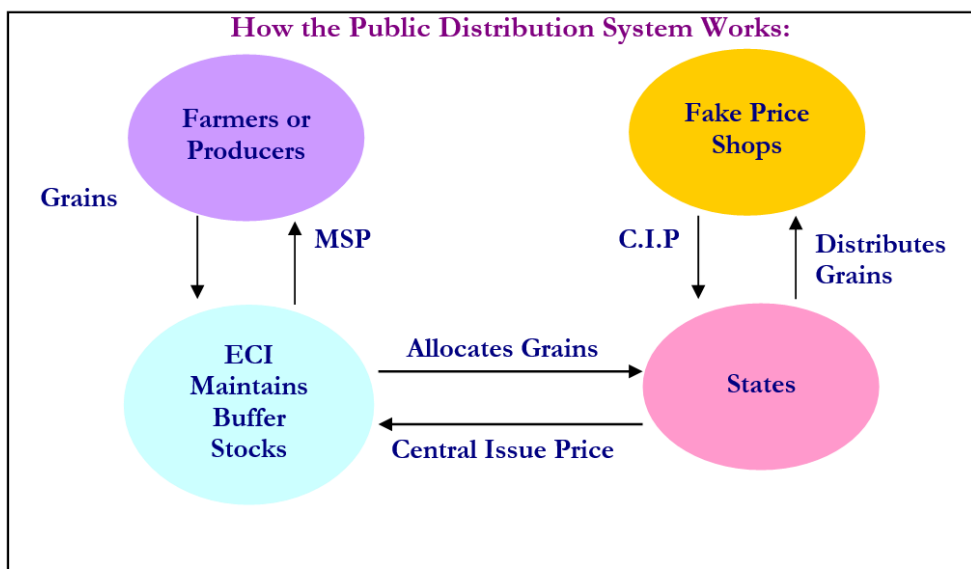 How the Public Distribution System Works:
Farmers or
Producers
Fake Price
Shops
Grains
MSP
C.I.P
Distributes
Grains
ECI
Maintains
Buffer
Stocks
Allocates Grains
States
Central Issue Price